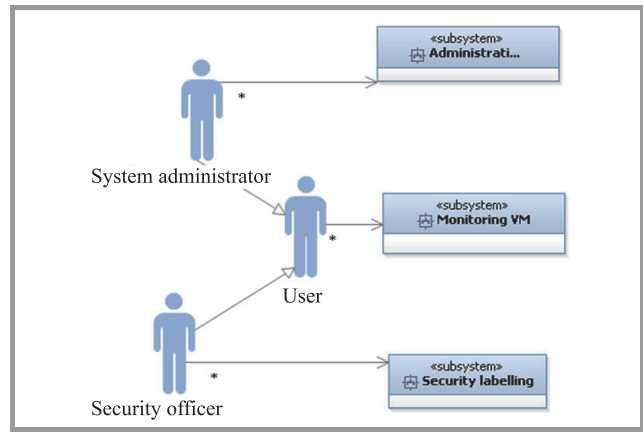 «subsystem»
Administrati...
*
System administrator
«subsystem»
Monitoring VM
*
User
«subsystem»
Security labelling
*
Security officer